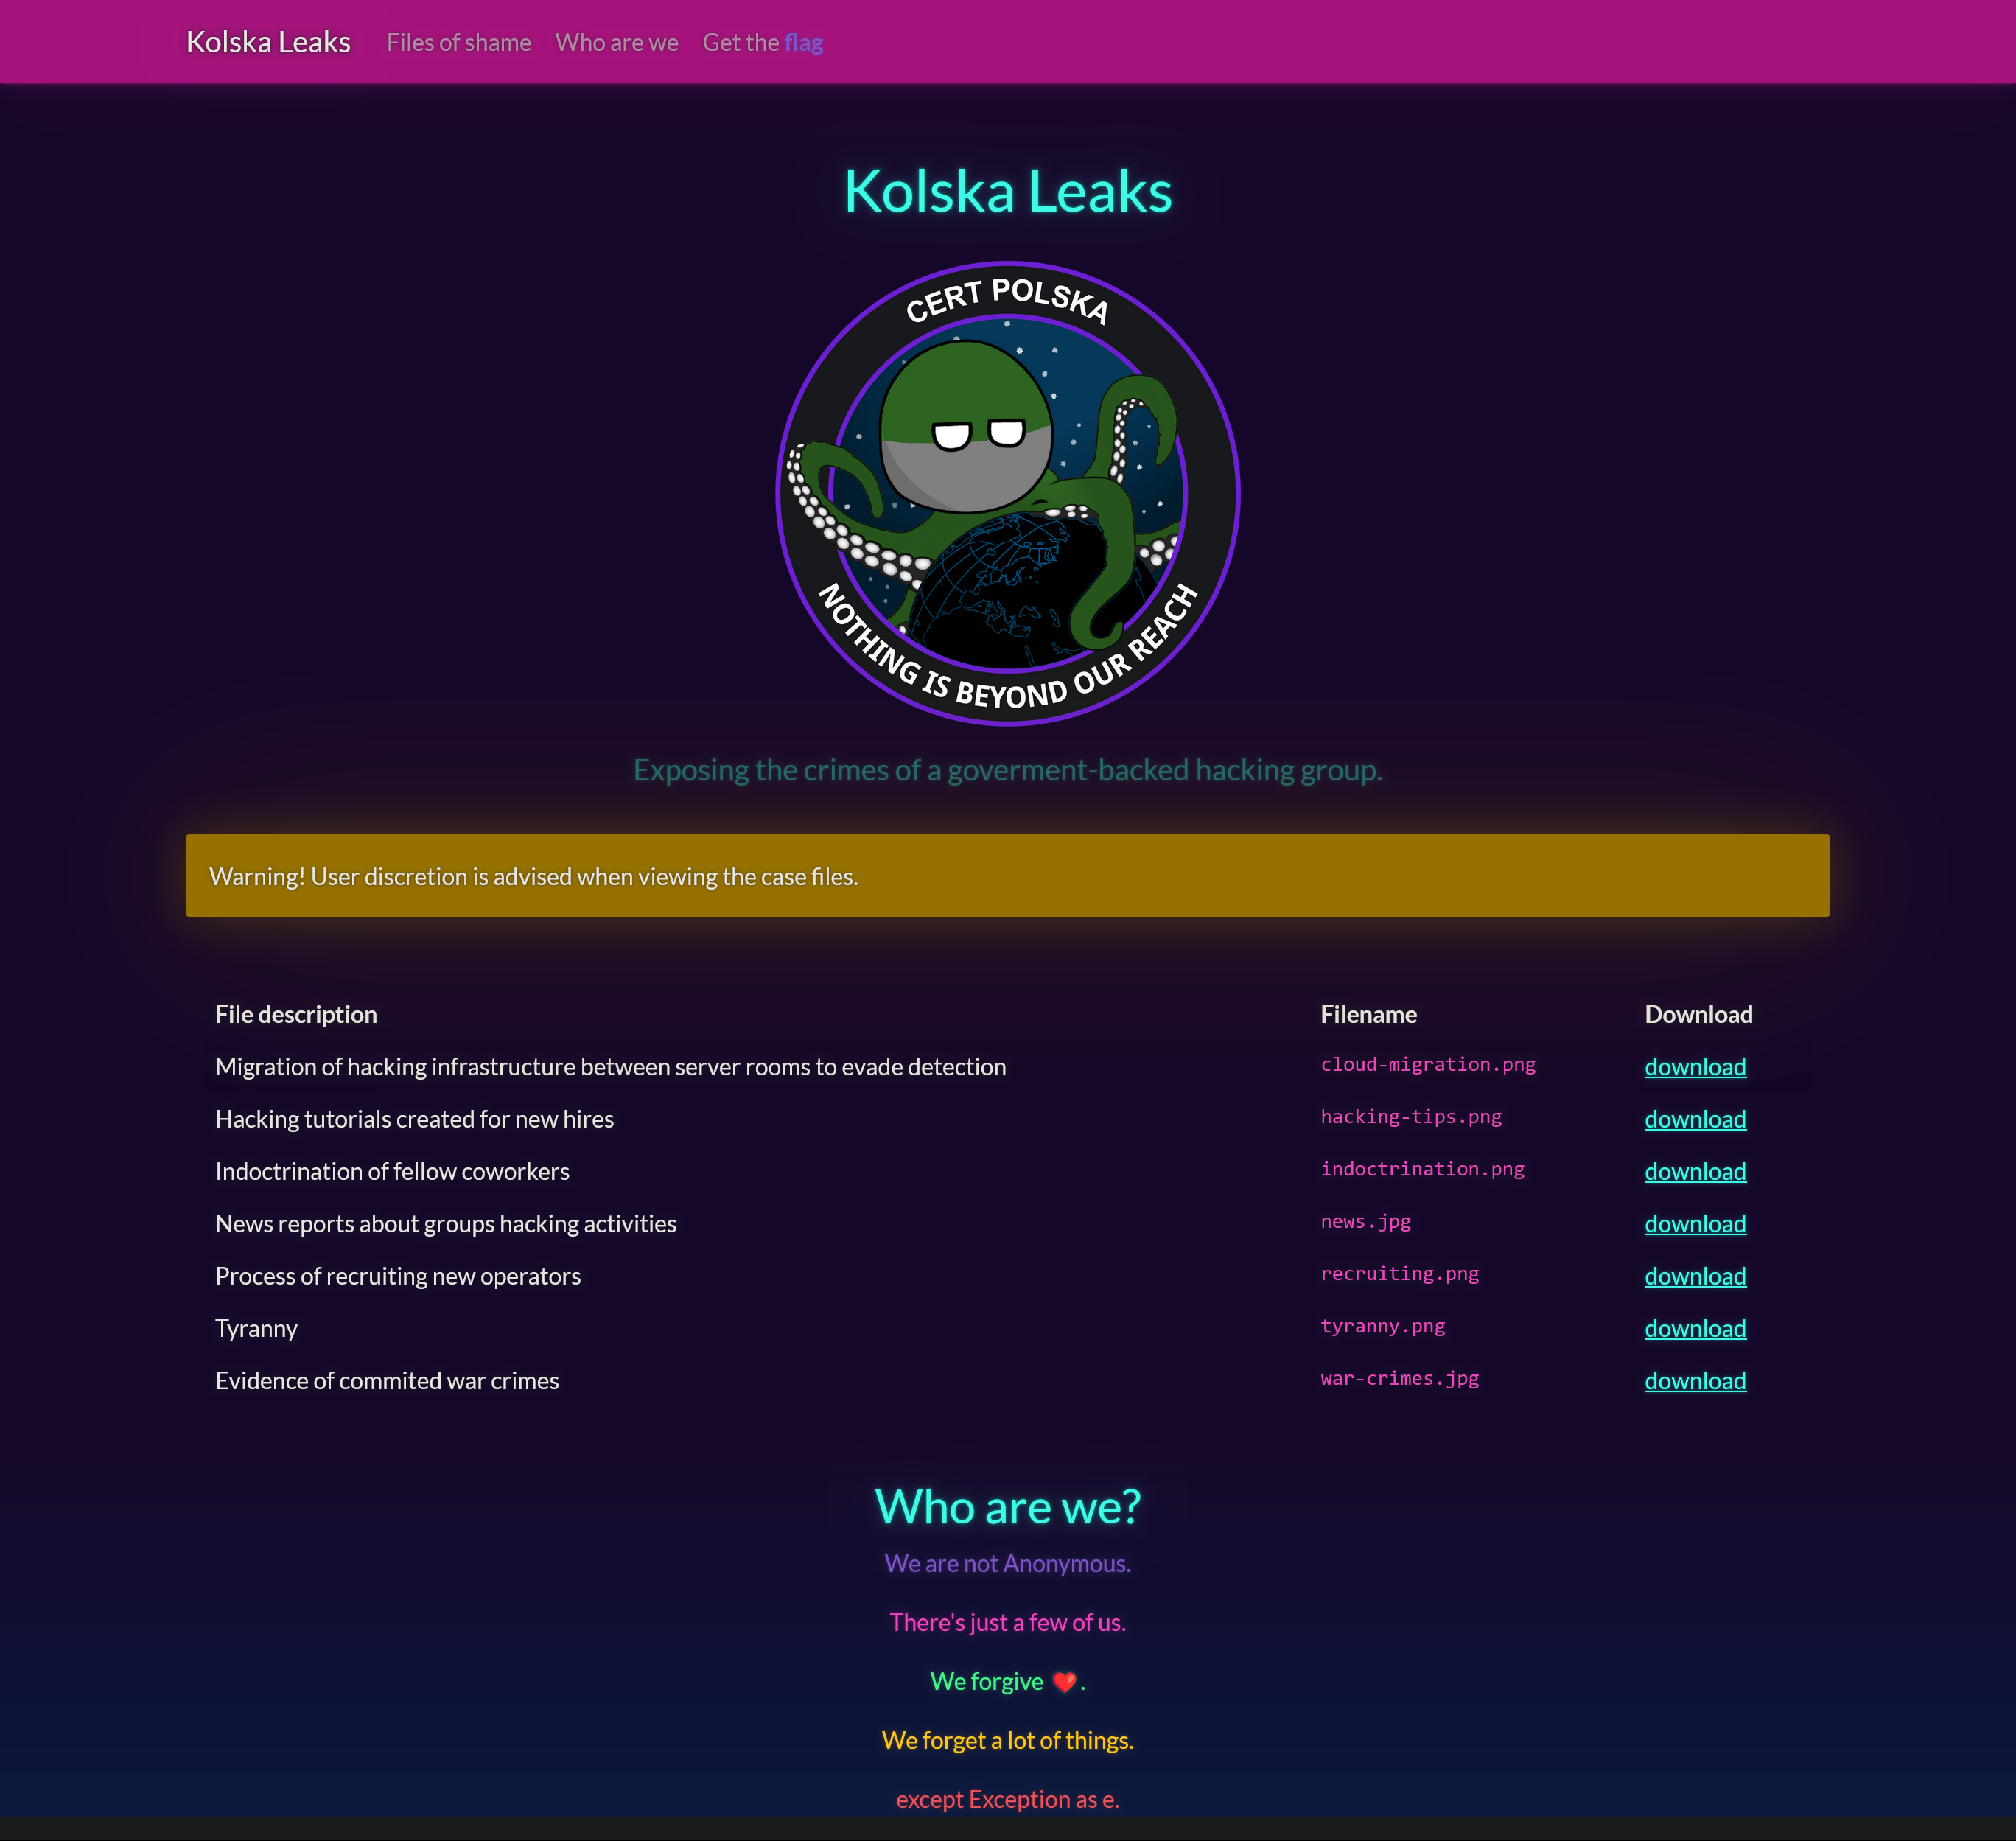 Kolska Leaks Files of shame Who are we Get the flag
Kolska Leaks
CERT POLSKA
NOTHING IS BEYOND OUR REACH
Exposing the crimes of a goverment-backed hacking group.
Warning! User discretion is advised when viewing the case files.
File description Filename Download
Migration of hacking infrastructure between server rooms to evade detection cloud-migration.png download
Hacking tutorials created for new hires hacking-tips.png download
Indoctrination of fellow coworkers indoctrination.png download
News reports about groups hacking activities news.jpg download
Process of recruiting new operators recruiting.png download
Tyranny tyranny.png download
Evidence of commited war crimes war-crimes.jpg download
Who are we?
We are not Anonymous.
There's just a few of us.
We forgive ❤️.
We forget a lot of things.
except Exception as e.